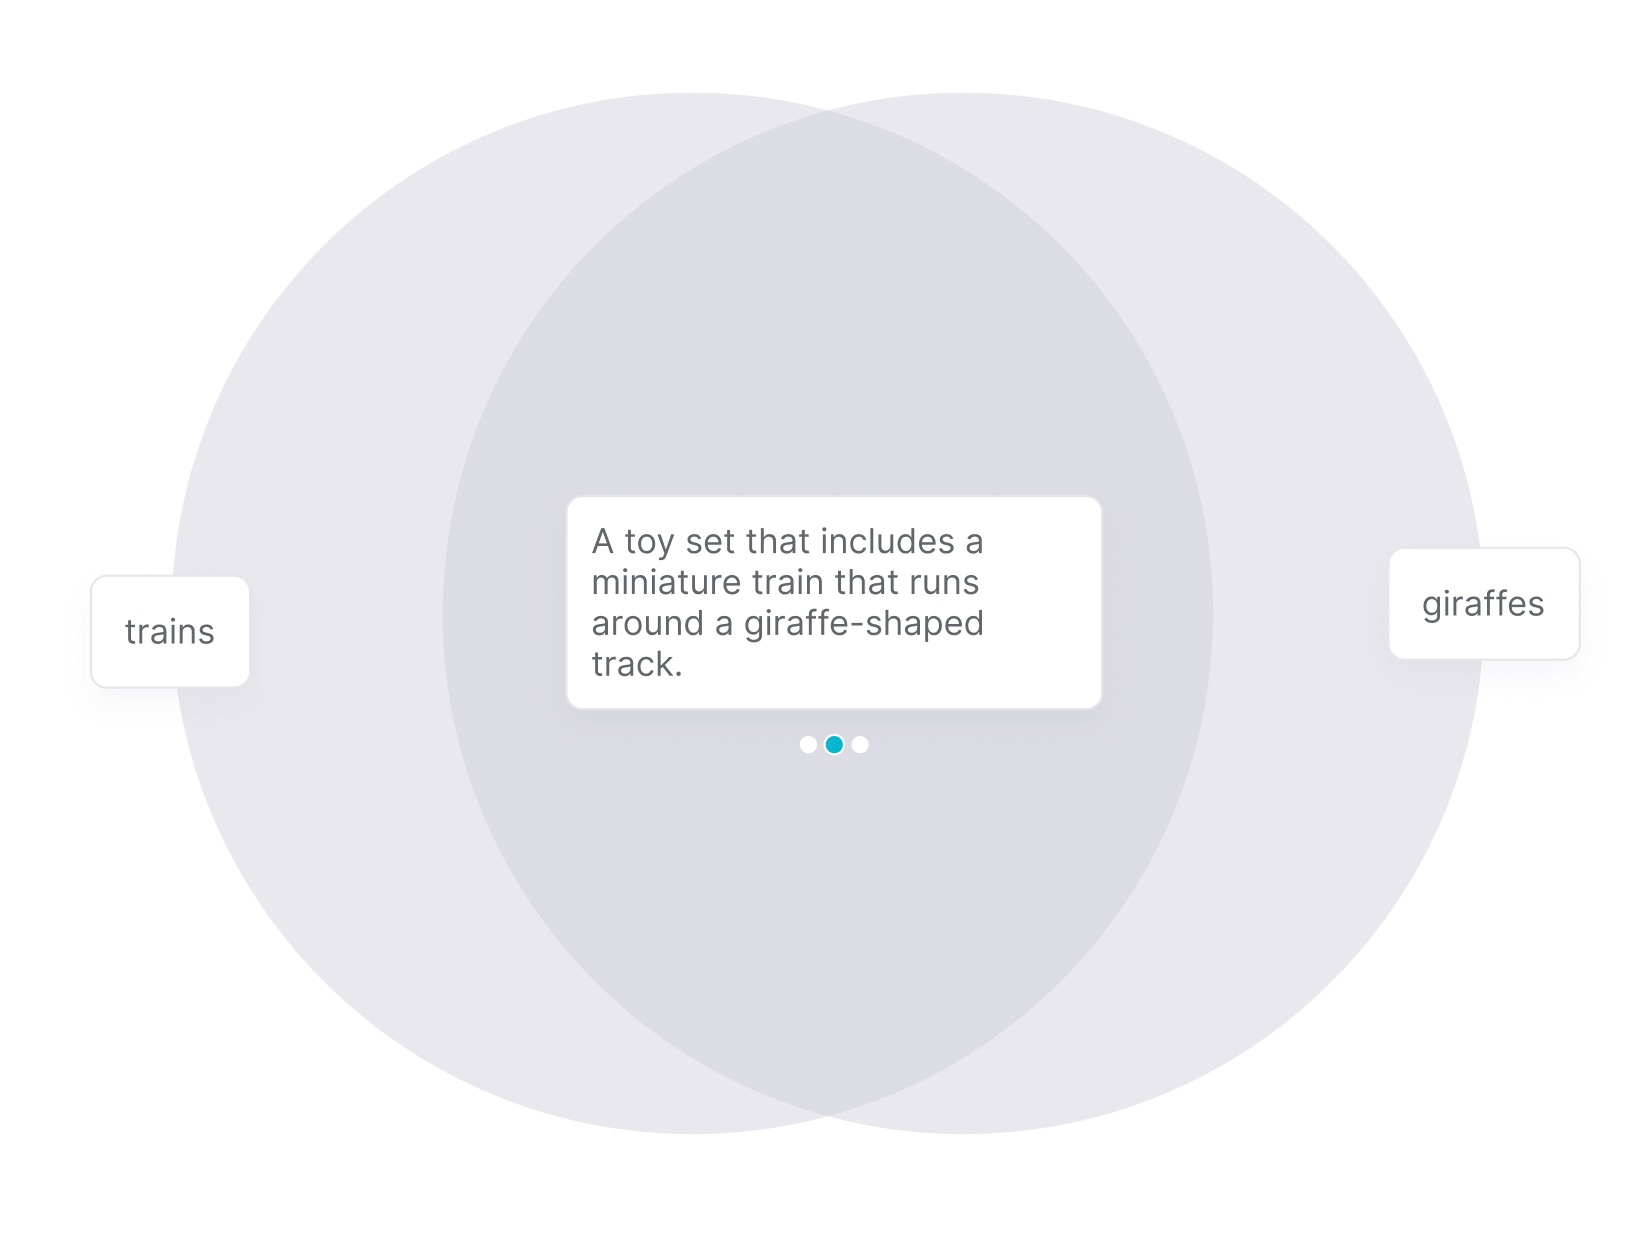 A toy set that includes a
miniature train that runs
around a giraffe-shaped
track.
trains
giraffes